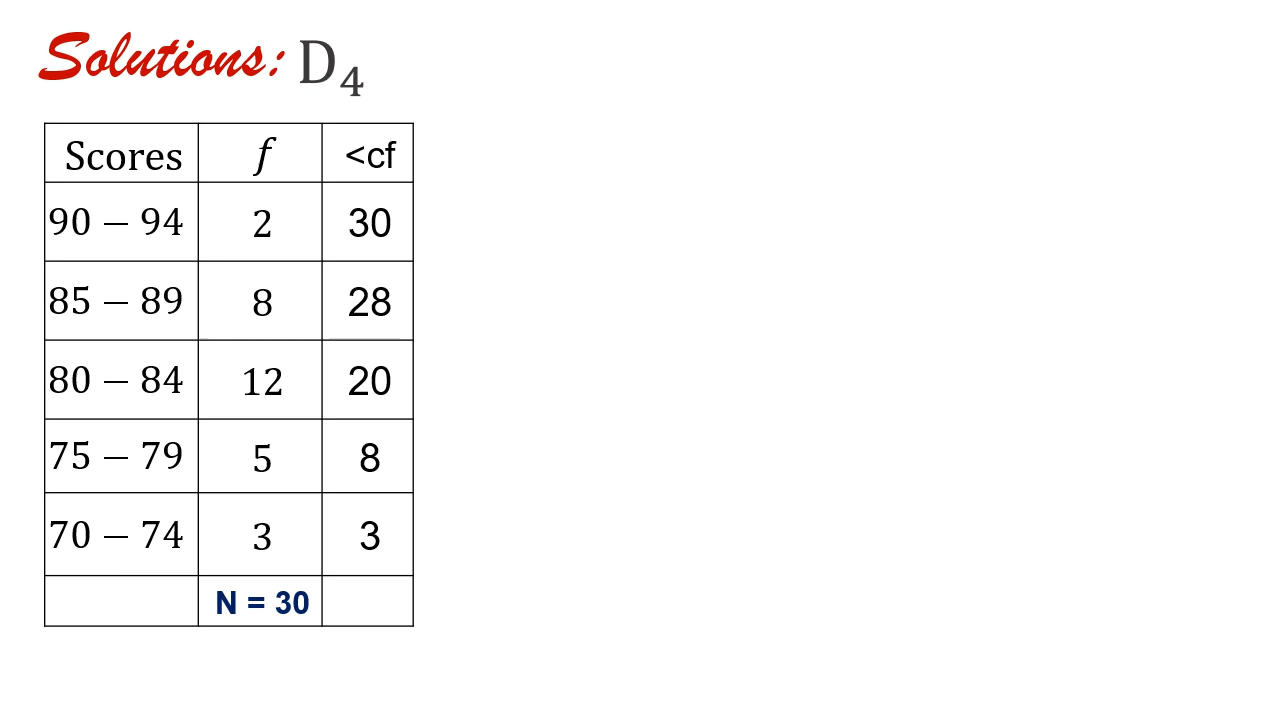 Solutions: D₄
Scores f <cf
90 − 94 2 30
85 − 89 8 28
80 − 84 12 20
75 − 79 5 8
70 − 74 3 3
N = 30